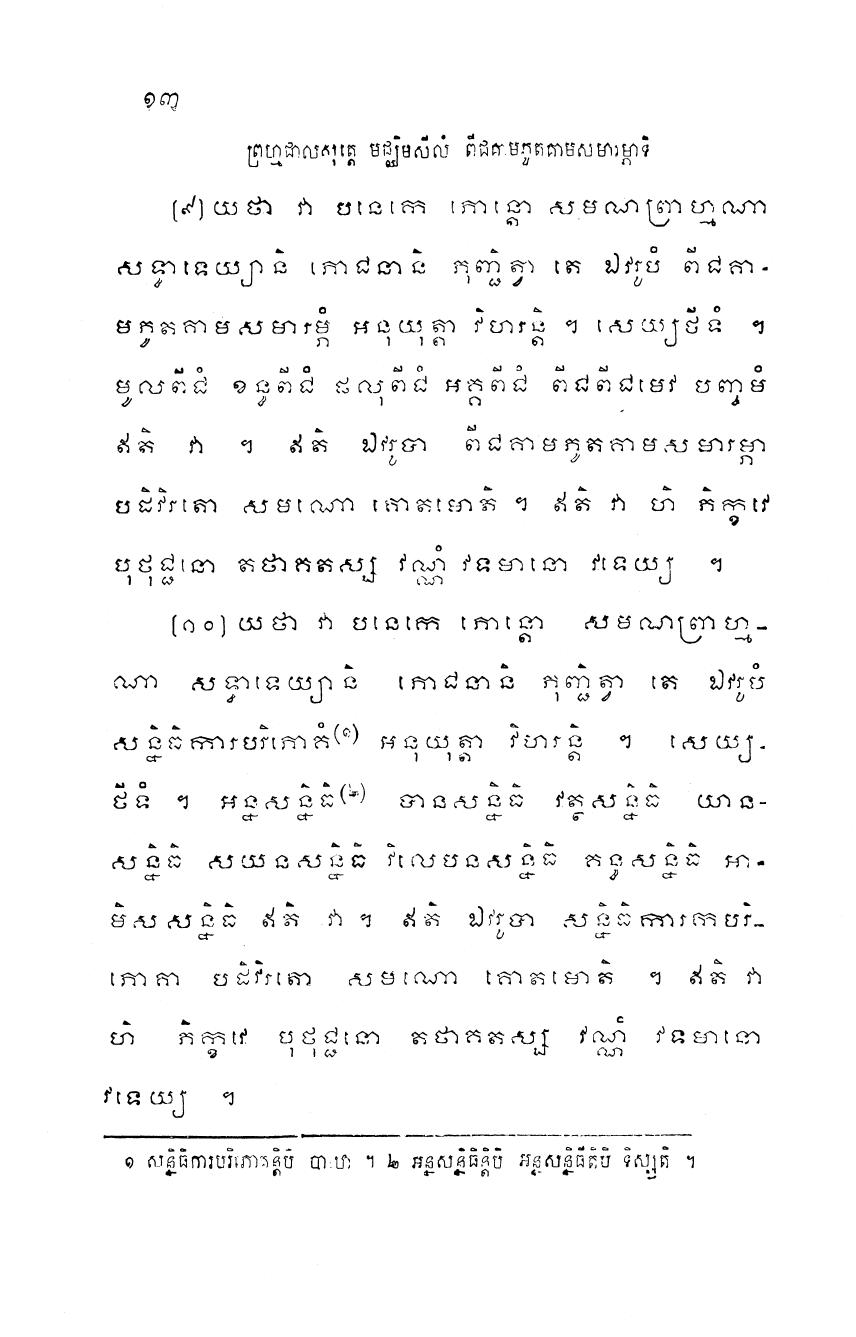 ១៣
ព្រហ្មជាលសុត្តេ មជ្ឈិមសីលំ ពីជគាមភូតគាមសមារម្ភាទិ
[៩] យថា វា បនេកេ ភោន្តោ សមណព្រាហ្មណា
សទ្ធាទេយ្យានិ ភោជនានិ ភុញ្ជិត្វា តេ ឯវរូបំ ពីជគា-
មភូតគាមសមារម្ភំ អនុយុត្តា វិហរន្តិ ។ សេយ្យថីទំ ។
មូលពីជំ ខន្ធពីជំ ផលុពីជំ អគ្គពីជំ ពីជពីជមេវ បញ្ចមំ
ឥតិ វា ។ ឥតិ ឯវរូបា ពីជគាមភូតគាមសមារម្ភា
បដិវិរតោ សមណោ គោតមោតិ ។ ឥតិ វា ហិ ភិក្ខវេ
បុថុជ្ជនោ តថាគតស្ស វណ្ណំ វទមានោ វទេយ្យ ។
[១០] យថា វា បនេកេ ភោន្តោ សមណព្រាហ្ម-
ណា សទ្ធាទេយ្យានិ ភោជនានិ ភុញ្ជិត្វា តេ ឯវរូបំ
សន្និធិការបរិភោគំ(១) អនុយុត្តា វិហរន្តិ ។ សេយ្យ-
ថីទំ ។ អន្នសន្និធិ(២) បានសន្និធិ វត្ថសន្និធិ យាន-
សន្និធិ សយនសន្និធិ វិលេបនសន្និធិ គន្ធសន្និធិ អា-
មិសសន្និធិ ឥតិ វា ។ ឥតិ ឯវរូបា សន្និធិការកបរិ-
ភោគា បដិវិរតោ សមណោ គោតមោតិ ។ ឥតិ វា
ហិ ភិក្ខវេ បុថុជ្ជនោ តថាគតស្ស វណ្ណំ វទមានោ
វទេយ្យ ។
១ សន្និធិការបរិភោគន្តិបិ បាឋោ ។ ២ អន្នសន្និធិន្តិបិ អន្នសន្និធីតិបិ ទិស្សតិ ។